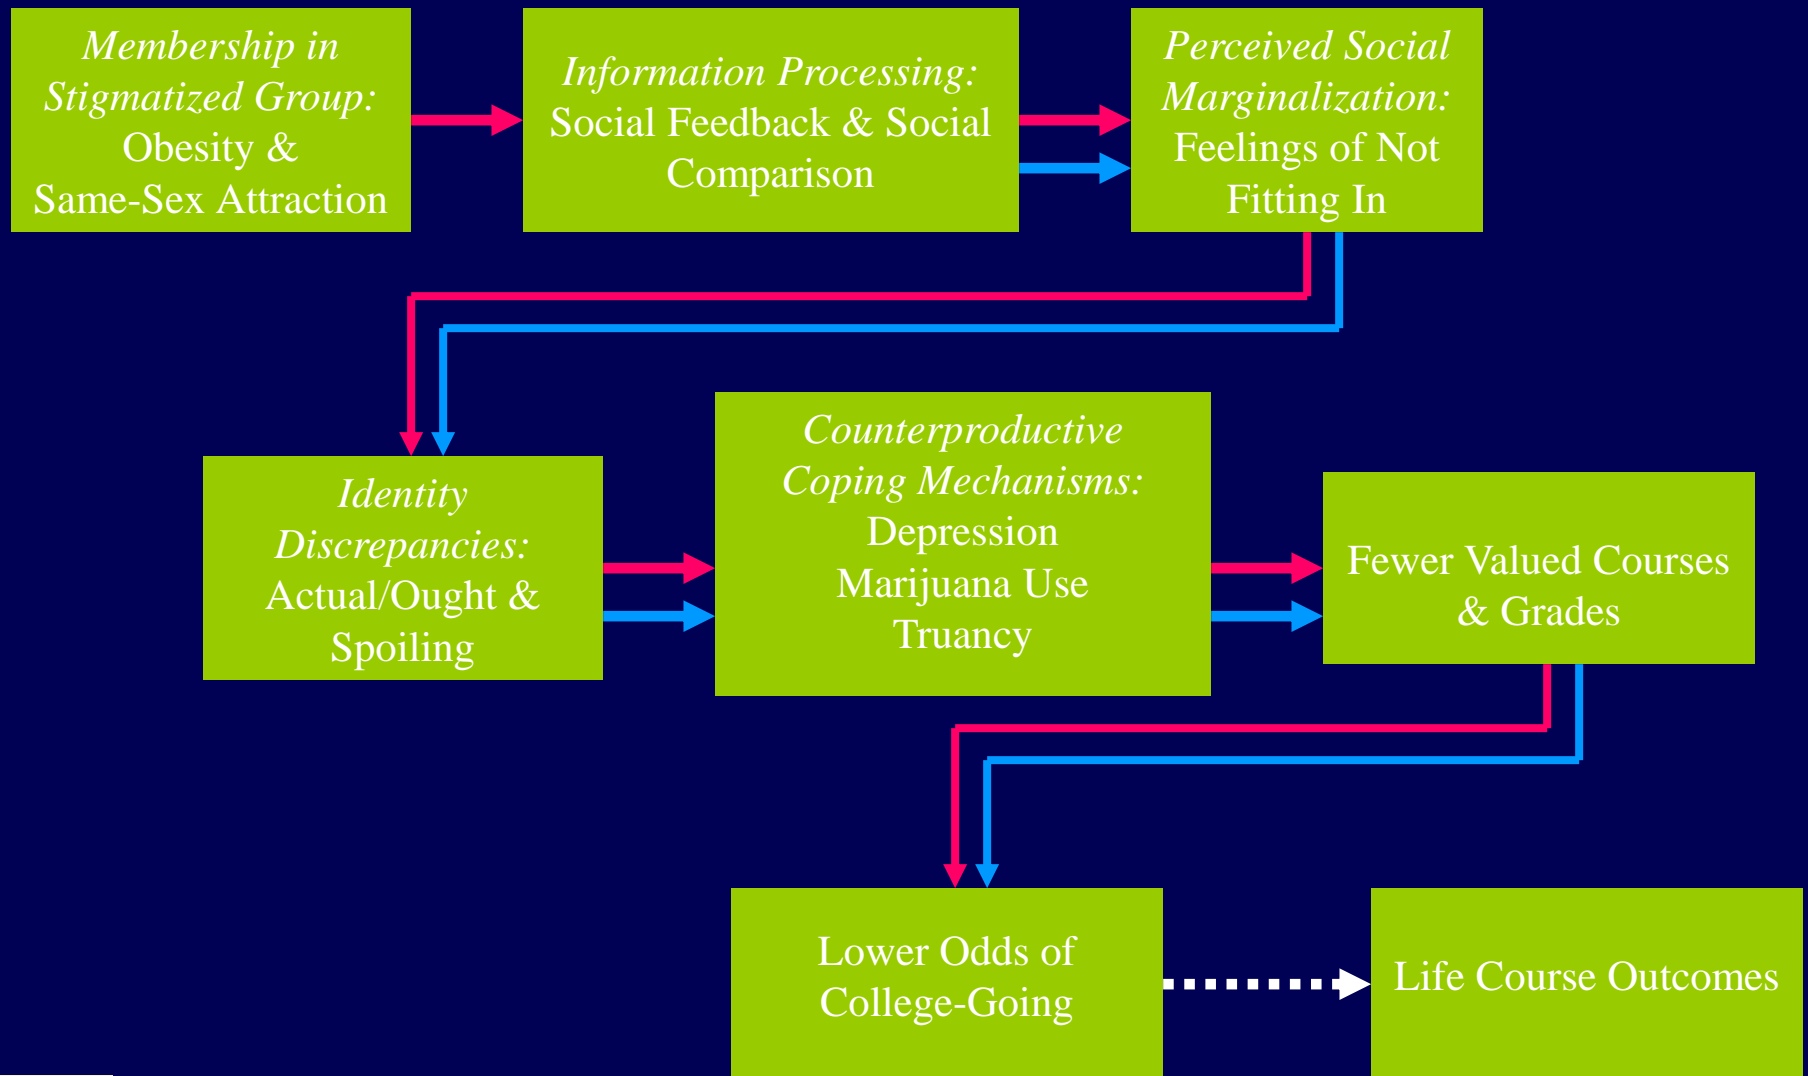 Membership in
Stigmatized Group:
Obesity &
Same-Sex Attraction
Information Processing:
Social Feedback & Social
Comparison
Perceived Social
Marginalization:
Feelings of Not
Fitting In
Identity
Discrepancies:
Actual/Ought &
Spoiling
Counterproductive
Coping Mechanisms:
Depression
Marijuana Use
Truancy
Fewer Valued Courses
& Grades
Lower Odds of
College-Going
Life Course Outcomes